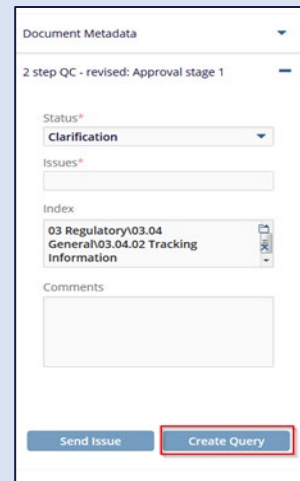 Document Metadata
2 step QC - revised: Approval stage 1
Status*
Clarification
Issues*
Index
03 Regulatory\03.04
General\03.04.02 Tracking
Information
Comments
Send Issue Create Query